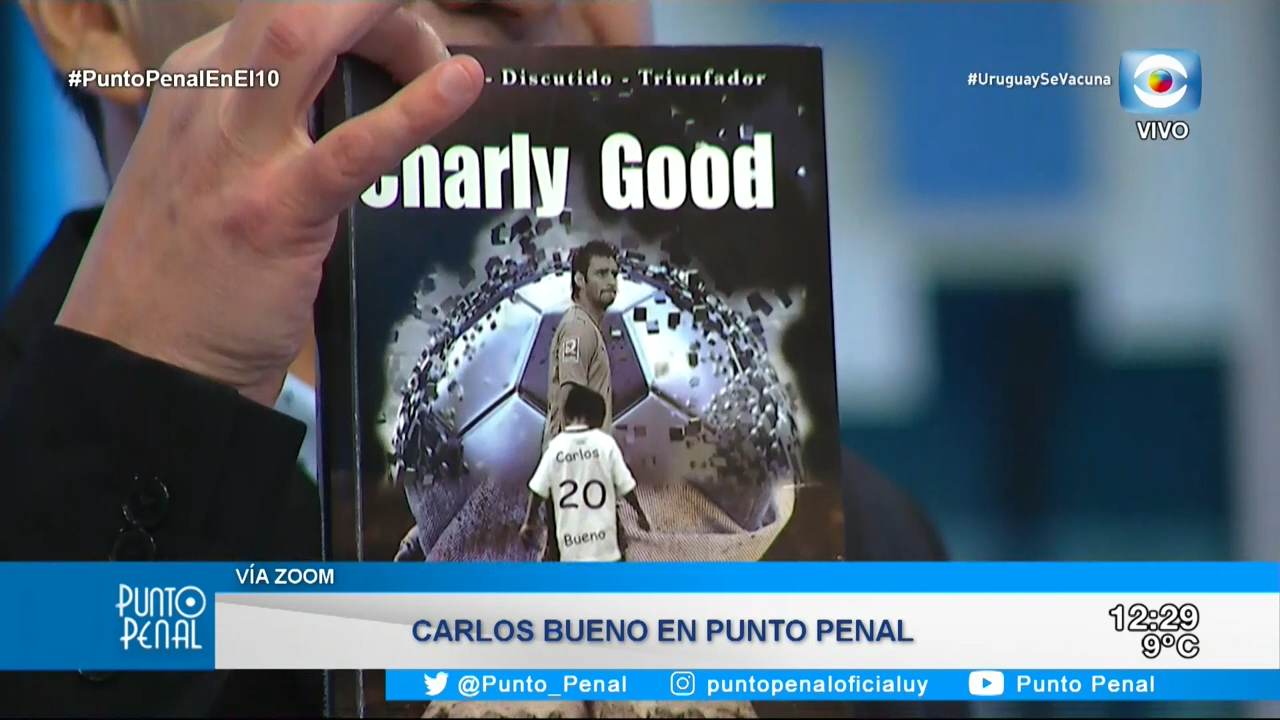 #PuntoPenalEnEl10
#UruguaySeVacuna
VIVO
- Discutido - Triunfador
Charly Good
Carlos
20
Bueno
VÍA ZOOM
PUNTO
PENAL
CARLOS BUENO EN PUNTO PENAL
12:29
9°C
@Punto_Penal
puntopenaloficialuy
Punto Penal